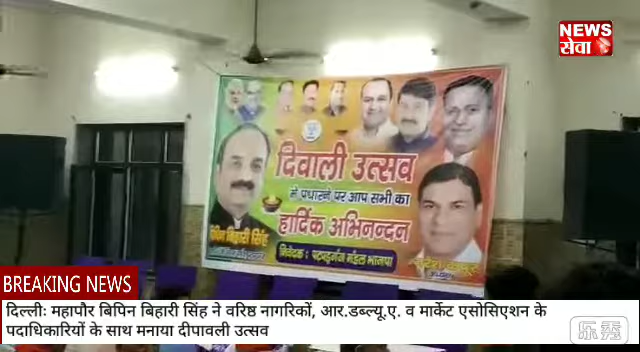 NEWS
सेवा
दिवाली उत्सव
में पधारने पर आप सभी का
हार्दिक अभिनन्दन
निवेदक : पटपड़गंज मंडल भाजपा
बिपिन बिहारी सिंह
BREAKING NEWS
दिल्ली: महापौर बिपिन बिहारी सिंह ने वरिष्ठ नागरिकों, आर.डब्ल्यू.ए. व मार्केट एसोसिएशन के
पदाधिकारियों के साथ मनाया दीपावली उत्सव
乐秀